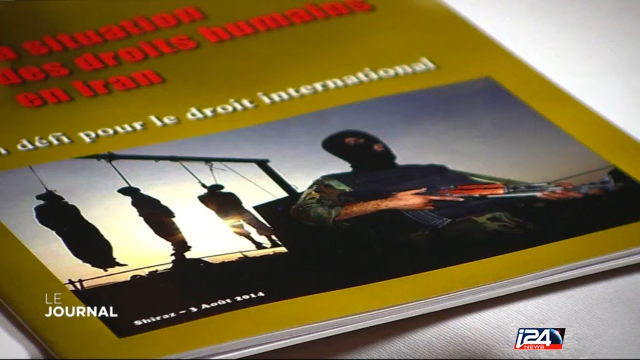 situation
des droits humains
en Iran
défi pour le droit international
Shiraz - 3 Août 2014
LE
JOURNAL
i24
NEWS